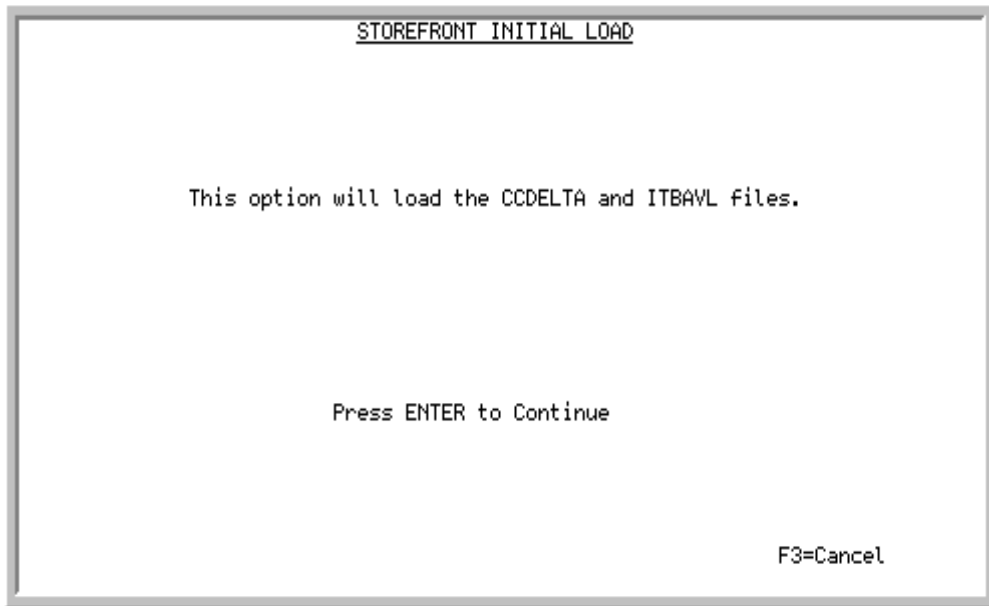 STOREFRONT INITIAL LOAD
This option will load the CCDELTA and ITBAVL files.
Press ENTER to Continue
F3=Cancel